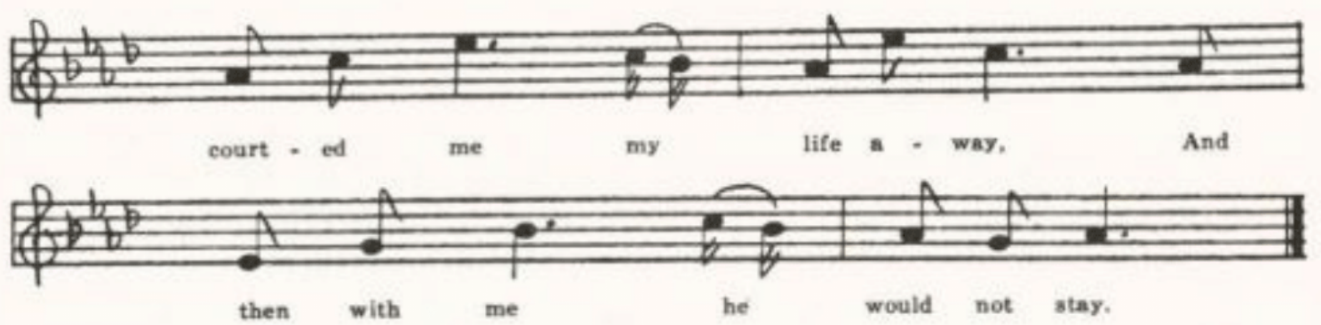 court - ed me my life a - way, And
then with me he would not stay.